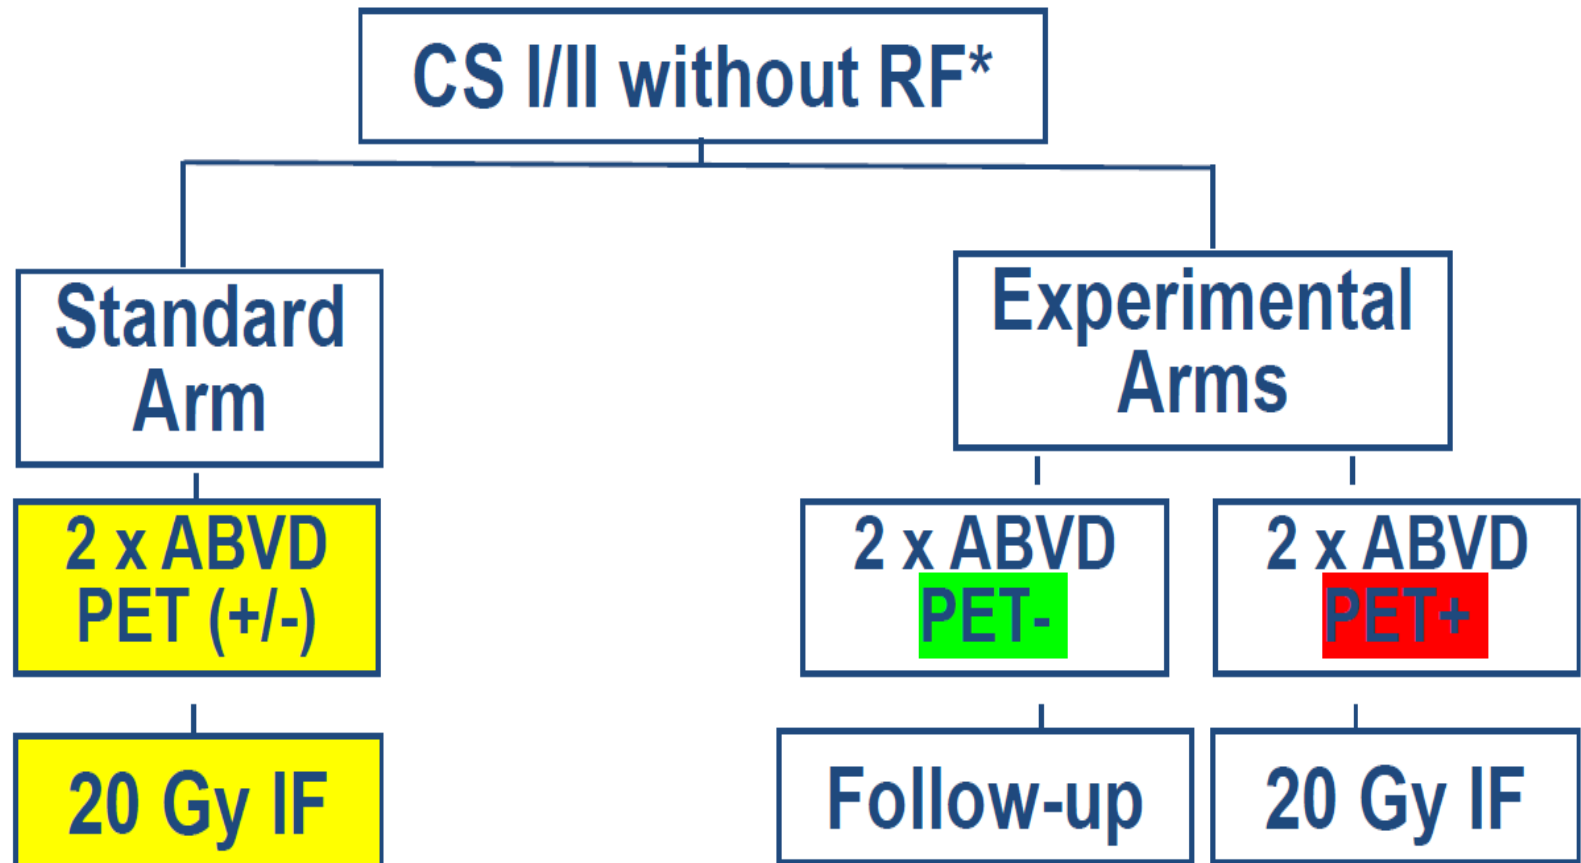 CS I/II without RF*
Standard
Arm
Experimental
Arms
2 x ABVD
PET (+/-)
2 x ABVD
PET-
2 x ABVD
PET+
20 Gy IF
Follow-up
20 Gy IF